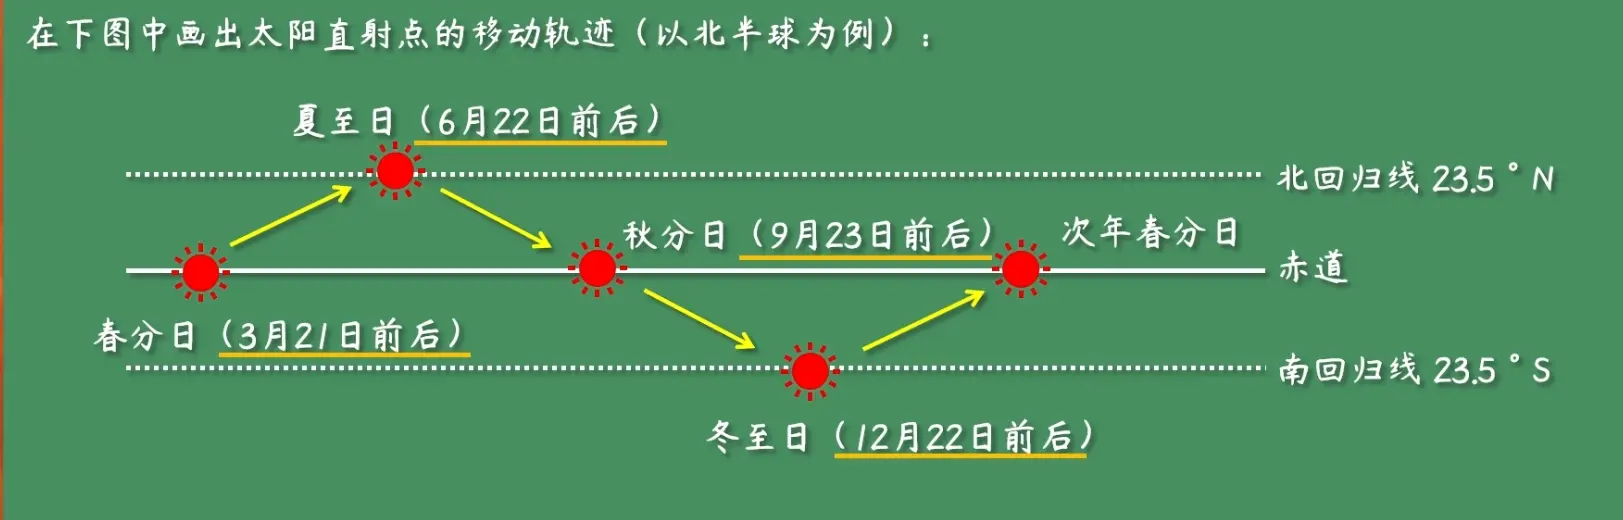 在下图中画出太阳直射点的移动轨迹（以北半球为例）：
夏至日（6月22日前后）
北回归线 23.5°N
秋分日（9月23日前后）
次年春分日
赤道
春分日（3月21日前后）
南回归线 23.5°S
冬至日（12月22日前后）